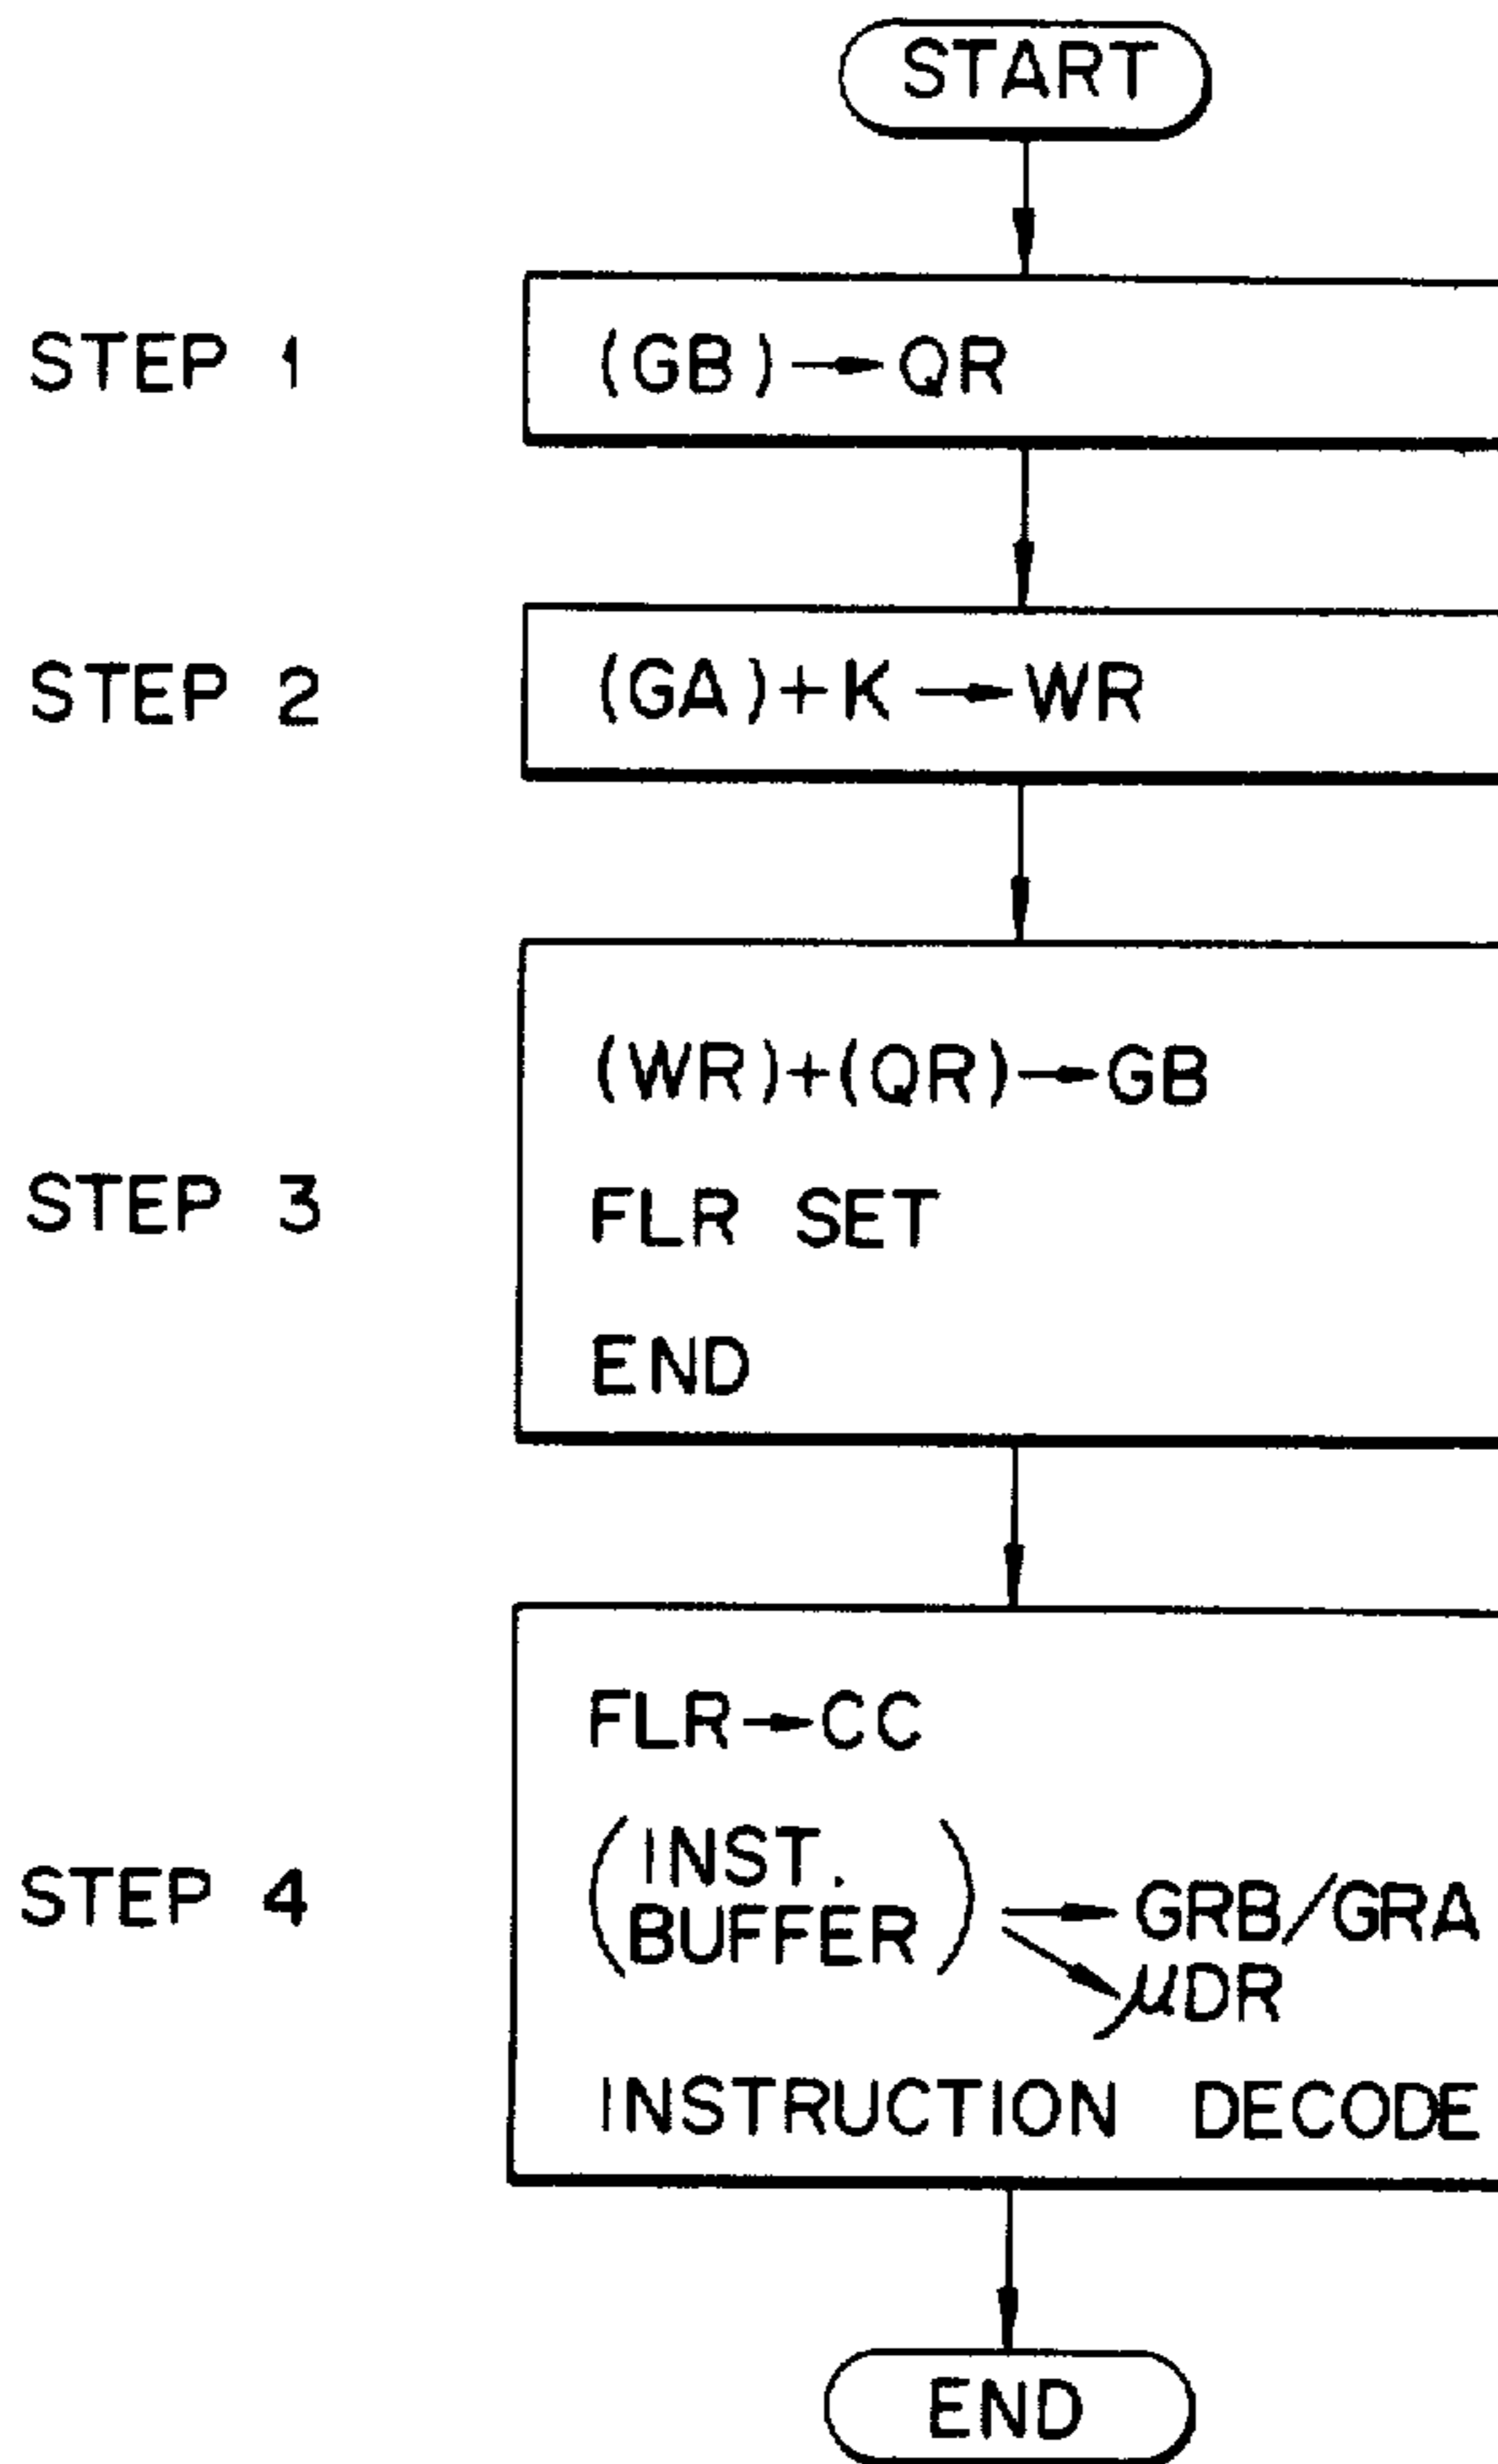 START
STEP 1
(GB)→QR
STEP 2
(GA)+K→WR
(WR)+(QR)→GB
STEP 3
FLR SET
END
FLR→CC
STEP 4
(INST. BUFFER)→GRB/GRA
μDR
INSTRUCTION DECODE
END